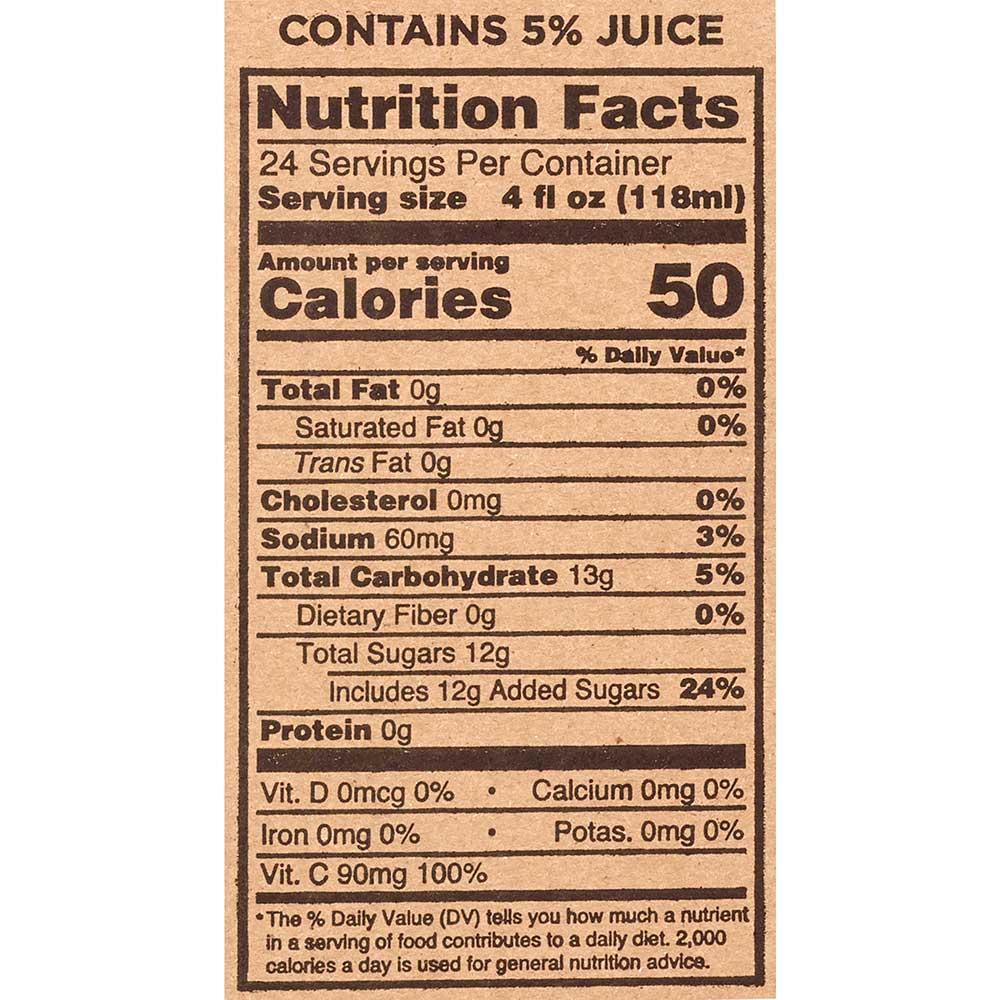 CONTAINS 5% JUICE
Nutrition Facts
24 Servings Per Container
Serving size 4 fl oz (118ml)
Amount per serving
Calories 50
% Daily Value*
Total Fat 0g 0%
Saturated Fat 0g 0%
Trans Fat 0g
Cholesterol 0mg 0%
Sodium 60mg 3%
Total Carbohydrate 13g 5%
Dietary Fiber 0g 0%
Total Sugars 12g
Includes 12g Added Sugars 24%
Protein 0g
Vit. D 0mcg 0% • Calcium 0mg 0%
Iron 0mg 0% • Potas. 0mg 0%
Vit. C 90mg 100%
*The % Daily Value (DV) tells you how much a nutrient
in a serving of food contributes to a daily diet. 2,000
calories a day is used for general nutrition advice.